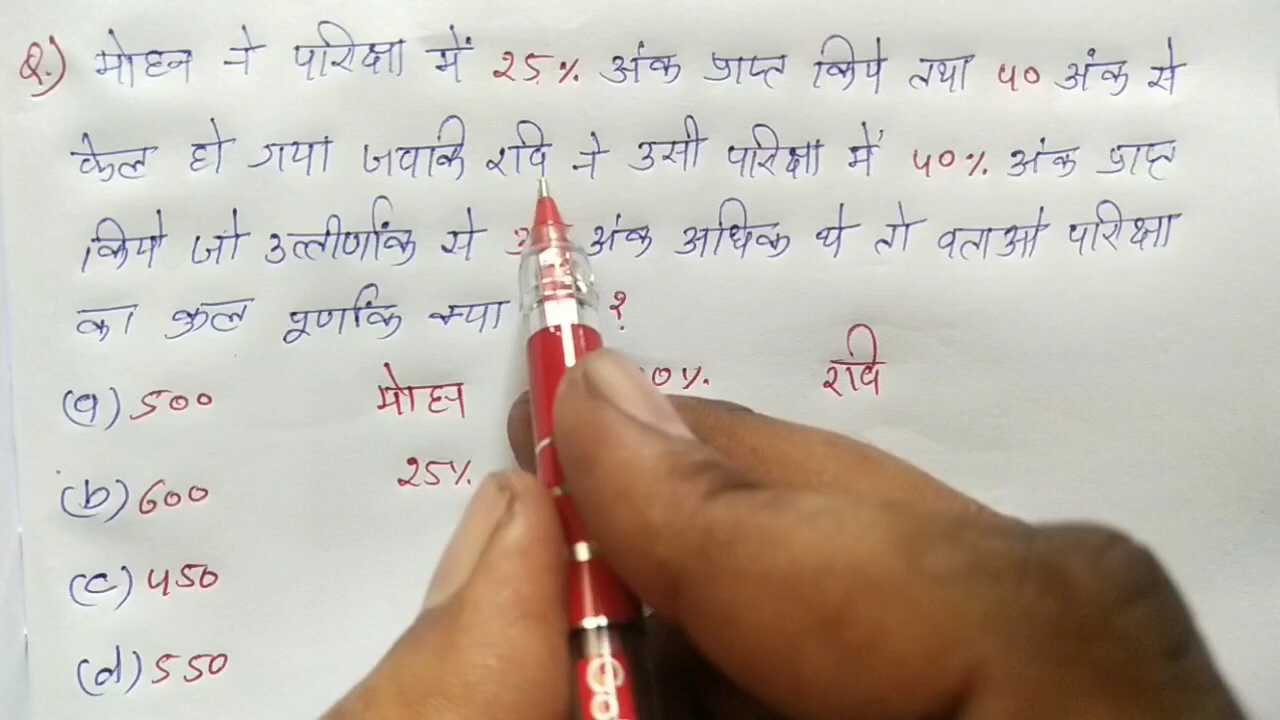 Q.) मोहन ने परिक्षा में 25% अंक प्राप्त किये तथा 40 अंक से
फेल हो गया जबकि रवि ने उसी परिक्षा में 40% अंक प्राप्त
किये जो उत्तीर्णांक से अंक अधिक थे तो बताओ परिक्षा
का कुल पूर्णांक क्या ?
(a) 500 मोहन रवि
(b) 600 25%
(c) 450
(d) 550